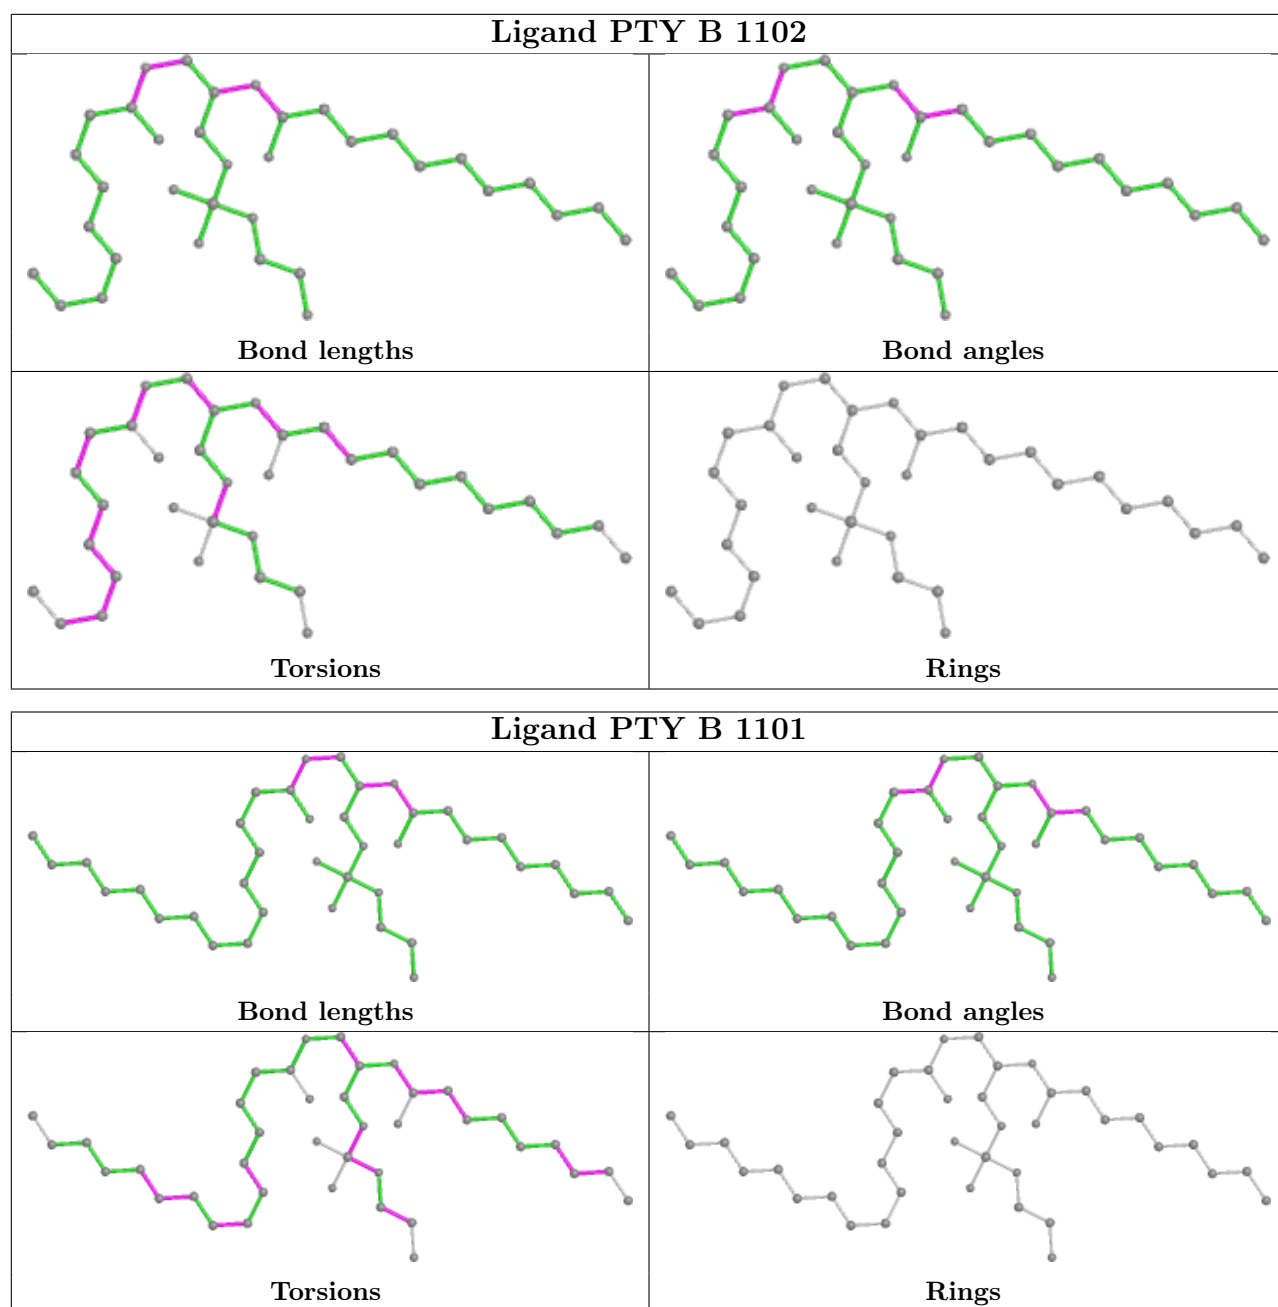 Ligand PTY B 1102
Bond lengths
Bond angles
Torsions
Rings
Ligand PTY B 1101
Bond lengths
Bond angles
Torsions
Rings